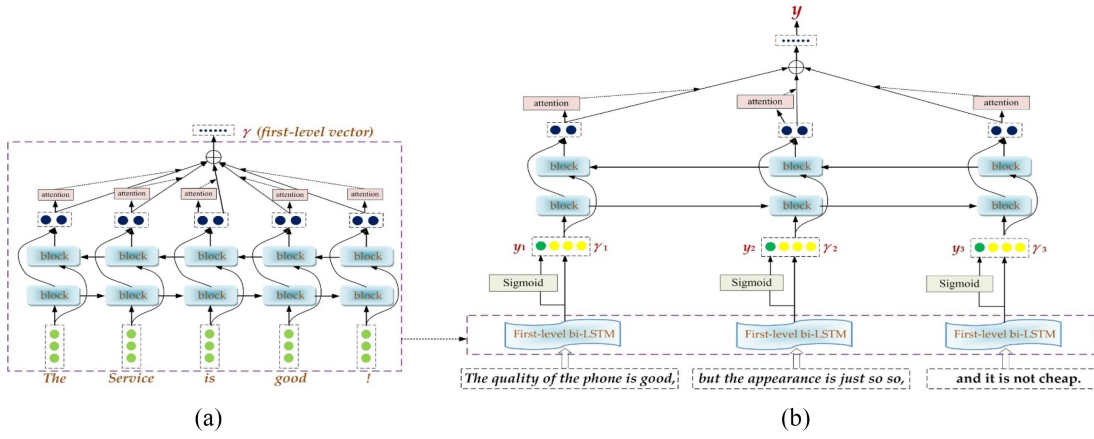 γ (first-level vector)
attention attention attention attention attention
block block block block block
block block block block block
The Service is good !
(a)
y
attention attention attention
block block block
block block block
y1 γ1 y2 γ2 y3 γ3
Sigmoid Sigmoid Sigmoid
First-level bi-LSTM First-level bi-LSTM First-level bi-LSTM
The quality of the phone is good, but the appearance is just so so, and it is not cheap.
(b)